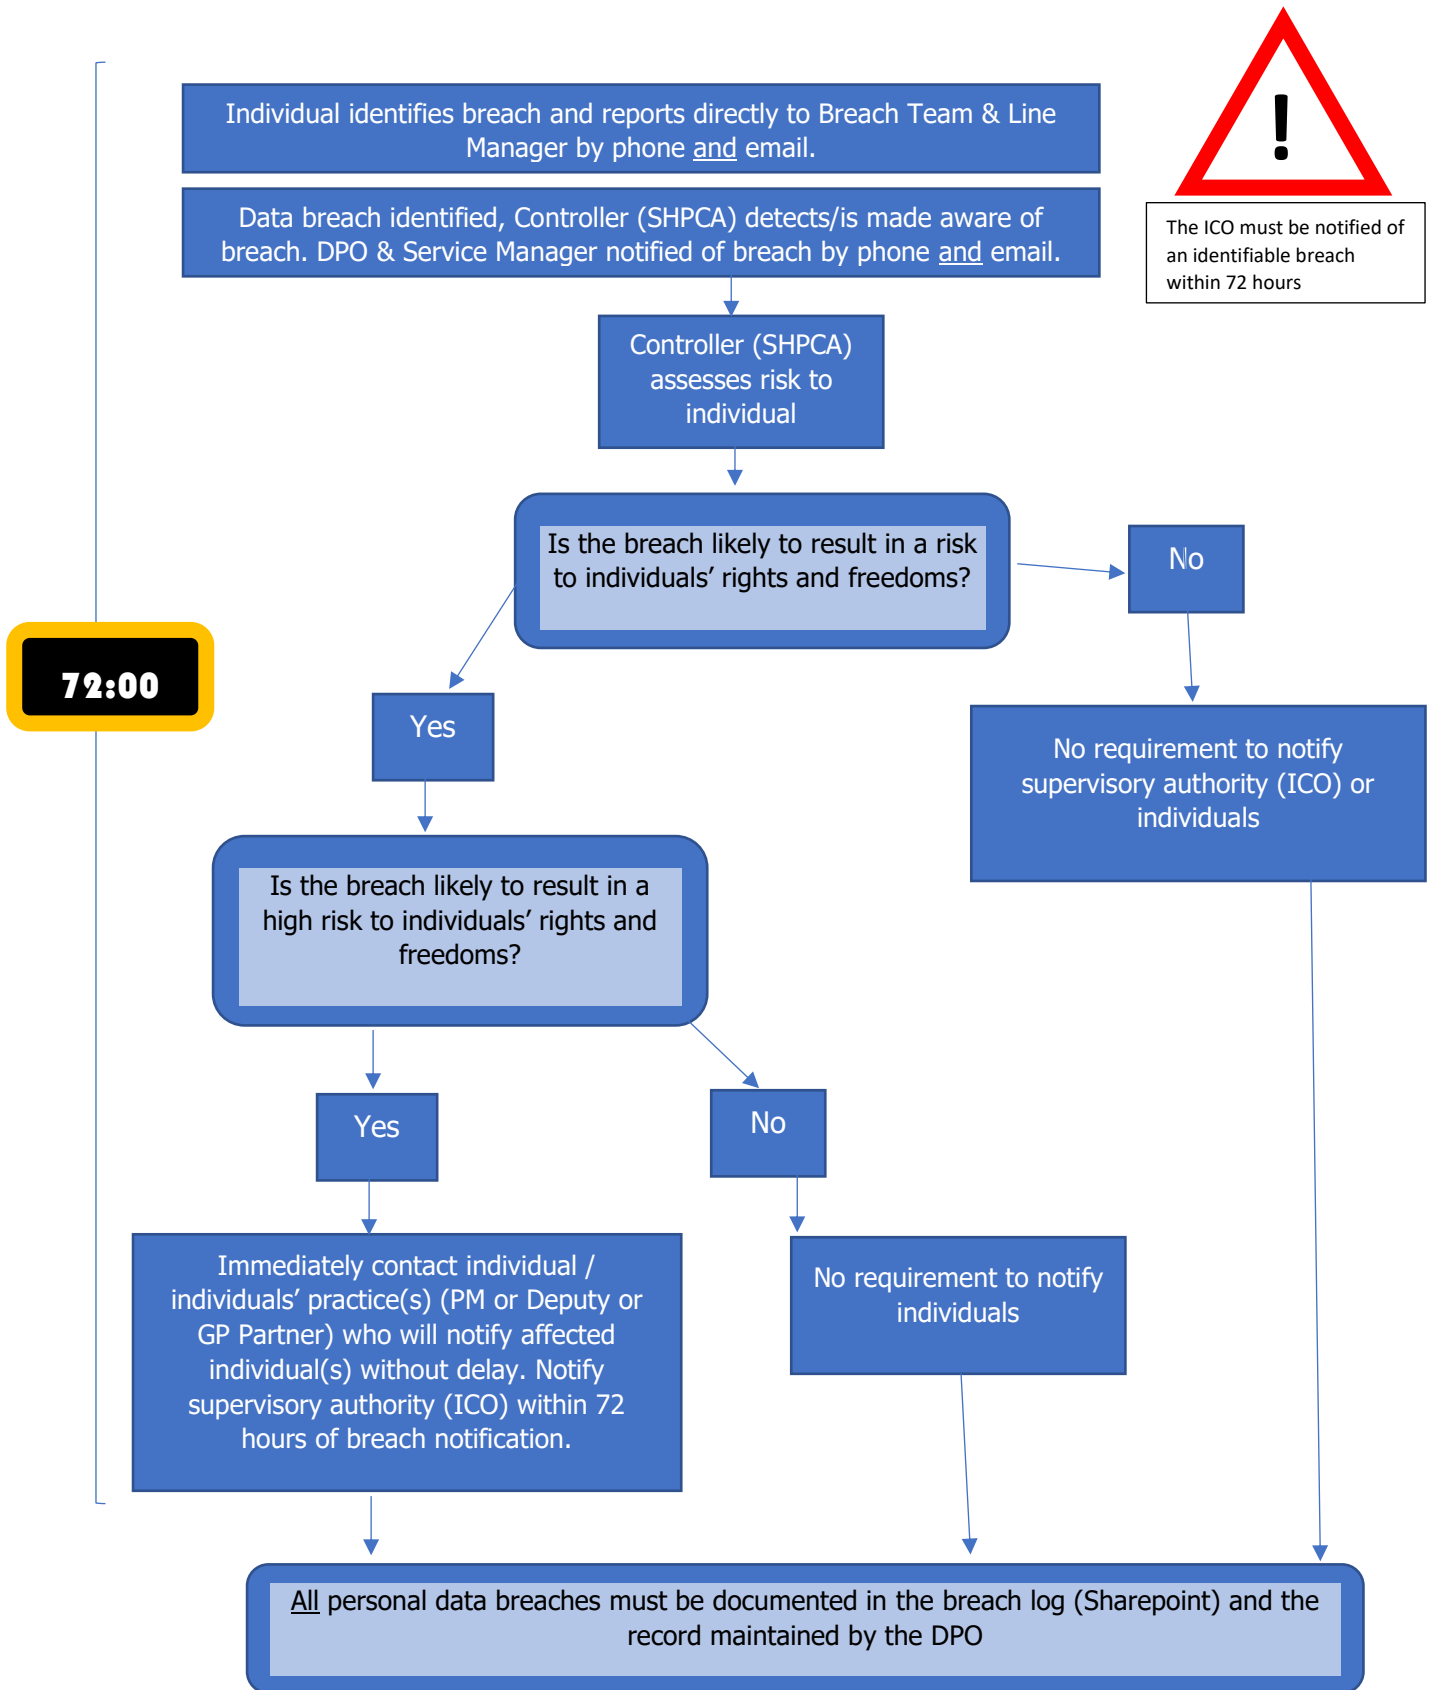 Individual identifies breach and reports directly to Breach Team & Line
Manager by phone and email.
Data breach identified, Controller (SHPCA) detects/is made aware of
breach. DPO & Service Manager notified of breach by phone and email.
!
The ICO must be notified of
an identifiable breach
within 72 hours
Controller (SHPCA)
assesses risk to
individual
Is the breach likely to result in a risk
to individuals’ rights and freedoms?
No
72:00
Yes
No requirement to notify
supervisory authority (ICO) or
individuals
Is the breach likely to result in a
high risk to individuals’ rights and
freedoms?
Yes
No
Immediately contact individual /
individuals’ practice(s) (PM or Deputy or
GP Partner) who will notify affected
individual(s) without delay. Notify
supervisory authority (ICO) within 72
hours of breach notification.
No requirement to notify
individuals
All personal data breaches must be documented in the breach log (Sharepoint) and the
record maintained by the DPO